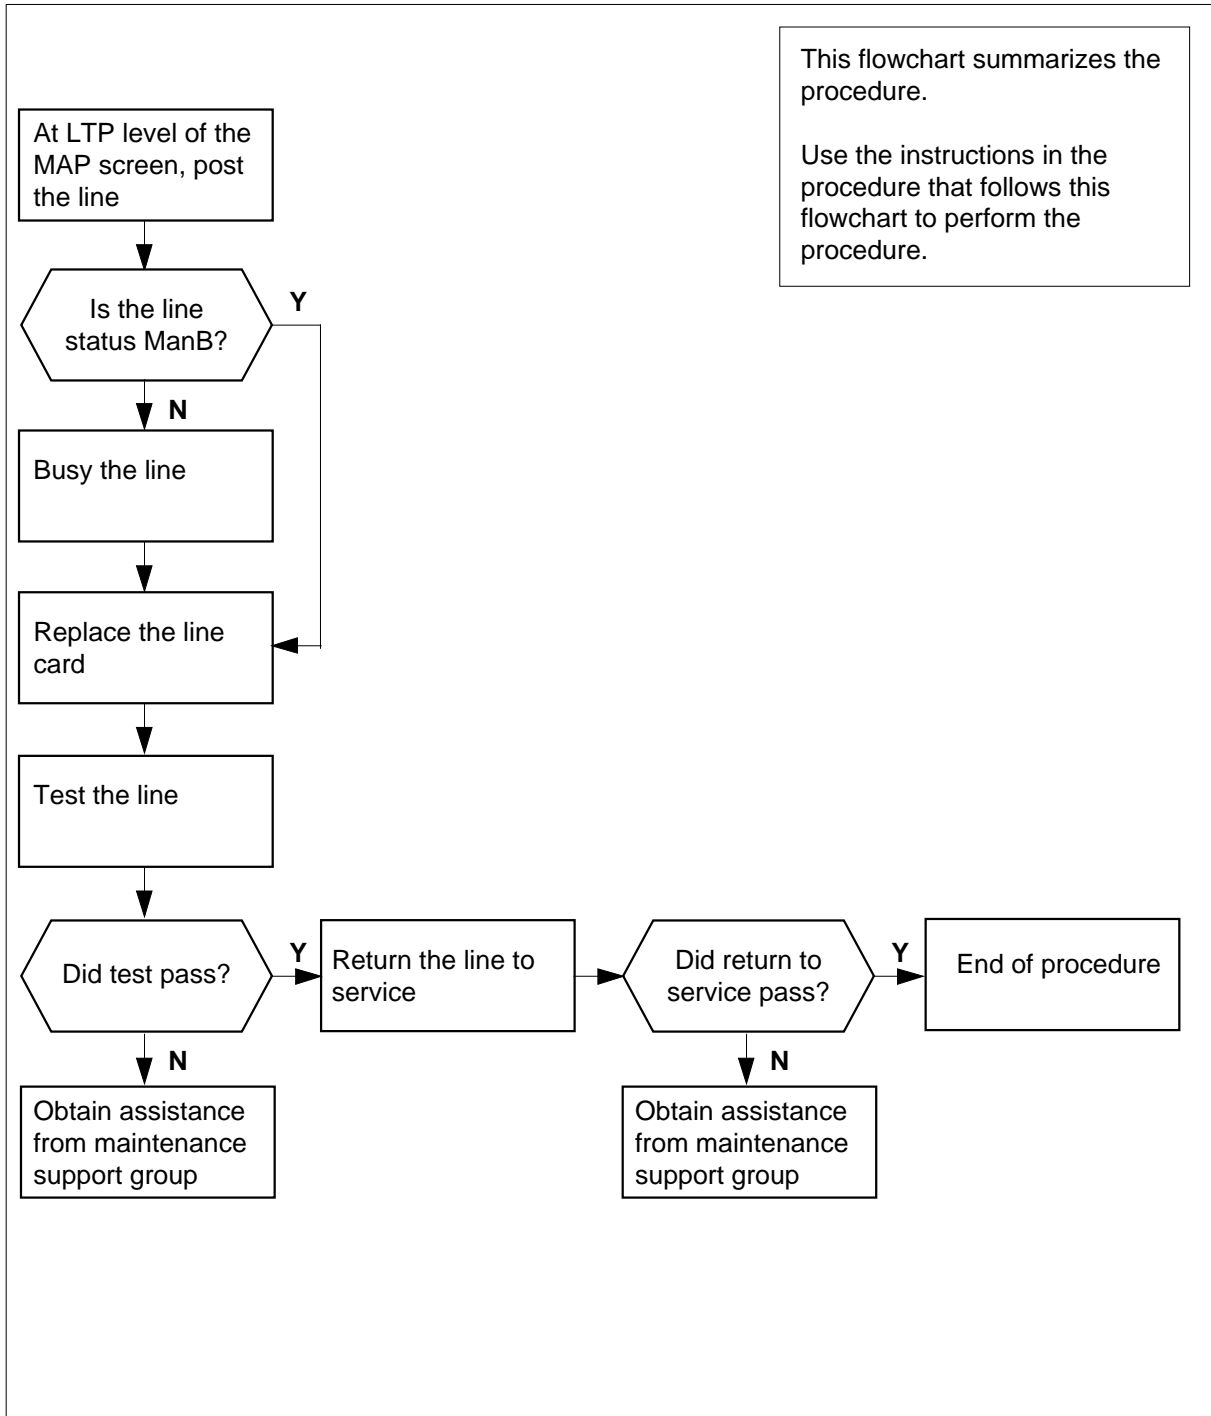 This flowchart summarizes the
procedure.
Use the instructions in the
procedure that follows this
flowchart to perform the
procedure.
At LTP level of the
MAP screen, post
the line
Is the line
status ManB?
Y
N
Busy the line
Replace the line
card
Test the line
Did test pass?
Y
Return the line to
service
Did return to
service pass?
Y
End of procedure
N
Obtain assistance
from maintenance
support group
N
Obtain assistance
from maintenance
support group